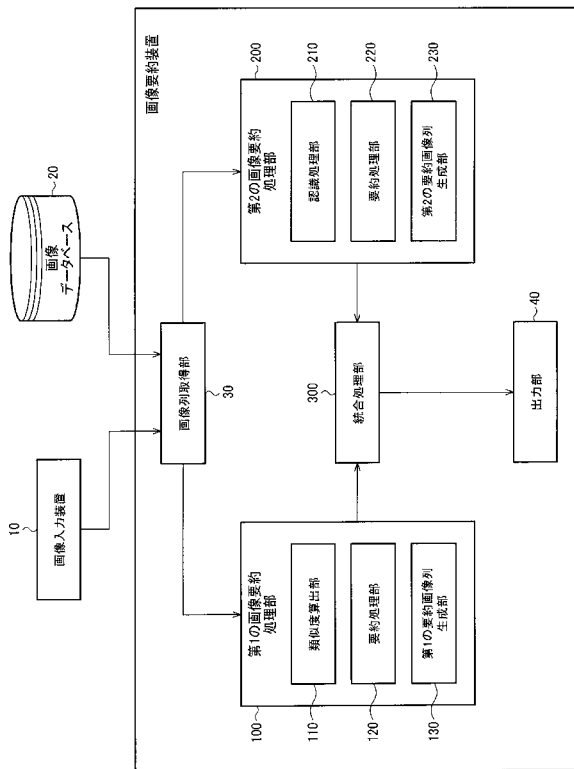 10
画像入力装置
20
画像
データベース
画像要約装置
画像列取得部
30
100
第1の画像要約
処理部
110
類似度算出部
120
要約処理部
130
第1の要約画像列
生成部
300
統合処理部
200
第2の画像要約
処理部
210
認識処理部
220
要約処理部
230
第2の要約画像列
生成部
40
出力部